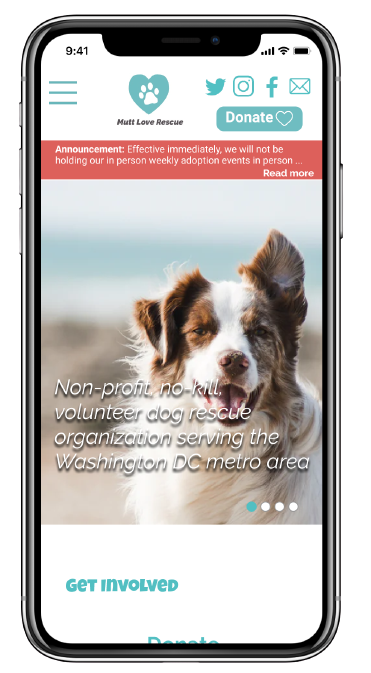 9:41
Mutt Love Rescue
Donate
Announcement: Effective immediately, we will not be
holding our in person weekly adoption events in person ...
Read more
Non-profit, no-kill,
volunteer dog rescue
organization serving the
Washington DC metro area
Get Involved
Donate